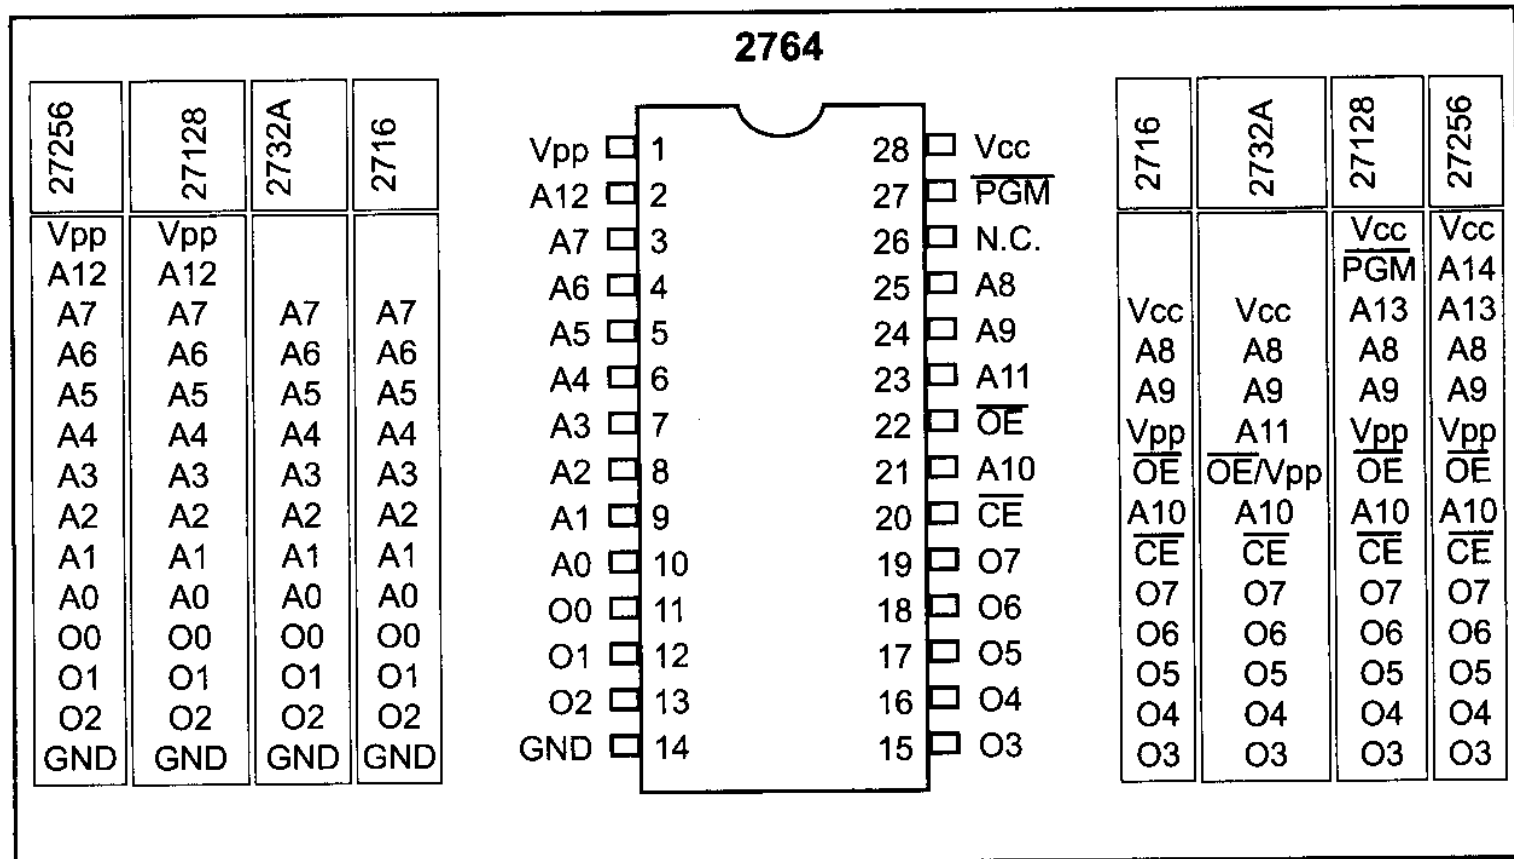 2764
27256 27128 2732A 2716
Vpp Vpp
A12 A12
A7 A7 A7 A7
A6 A6 A6 A6
A5 A5 A5 A5
A4 A4 A4 A4
A3 A3 A3 A3
A2 A2 A2 A2
A1 A1 A1 A1
A0 A0 A0 A0
O0 O0 O0 O0
O1 O1 O1 O1
O2 O2 O2 O2
GND GND GND GND
Vpp 1 28 Vcc
A12 2 27 PGM
A7 3 26 N.C.
A6 4 25 A8
A5 5 24 A9
A4 6 23 A11
A3 7 22 OE
A2 8 21 A10
A1 9 20 CE
A0 10 19 O7
O0 11 18 O6
O1 12 17 O5
O2 13 16 O4
GND 14 15 O3
2716 2732A 27128 27256
Vcc Vcc
PGM A14
Vcc Vcc A13 A13
A8 A8 A8 A8
A9 A9 A9 A9
Vpp A11 Vpp Vpp
OE OE/Vpp OE OE
A10 A10 A10 A10
CE CE CE CE
O7 O7 O7 O7
O6 O6 O6 O6
O5 O5 O5 O5
O4 O4 O4 O4
O3 O3 O3 O3